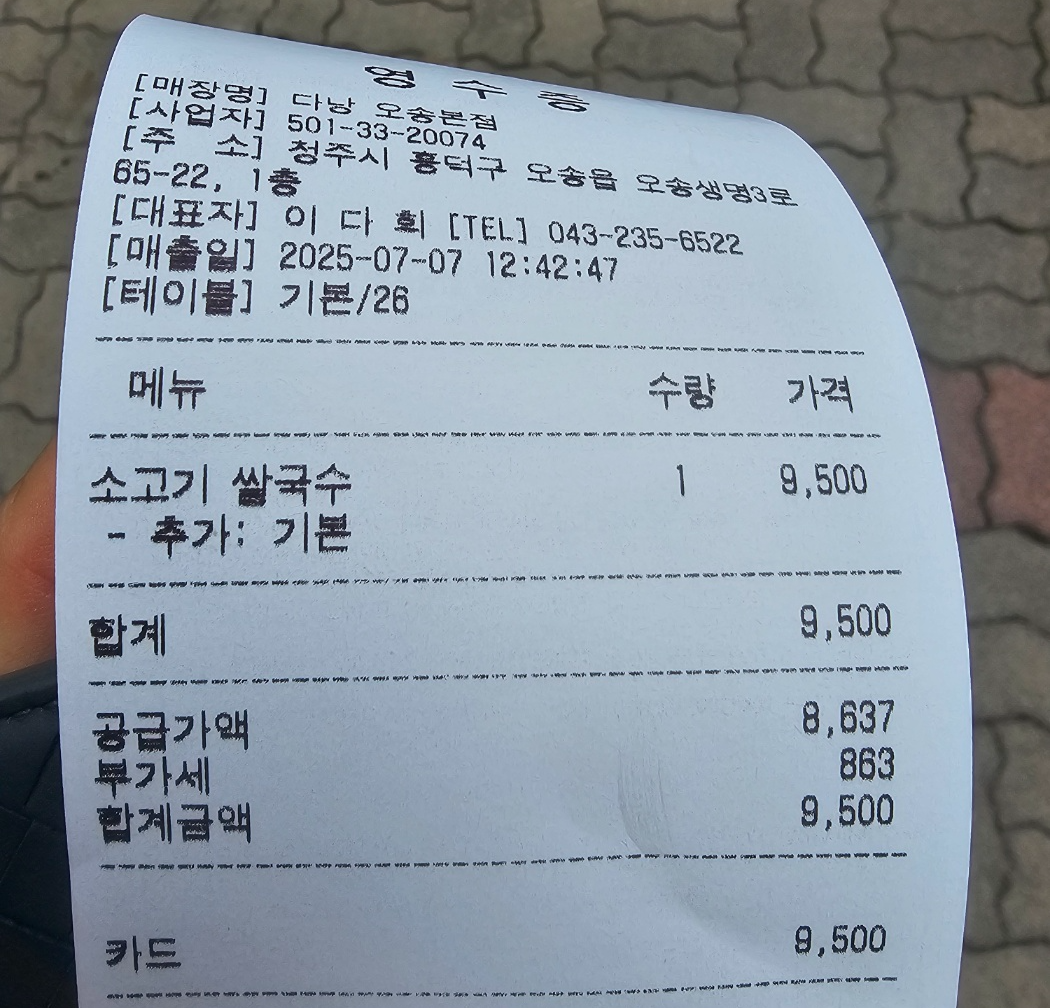 영 수 증
[매장명] 다낭 오송본점
[사업자] 501-33-20074
[주 소] 청주시 흥덕구 오송읍 오송생명3로
65-22, 1층
[대표자] 이 다 희 [TEL] 043-235-6522
[매출일] 2025-07-07 12:42:47
[테이블] 기본/26
메뉴 수량 가격
소고기 쌀국수 1 9,500
- 추가: 기본
합계 9,500
공급가액 8,637
부가세 863
합계금액 9,500
카드 9,500